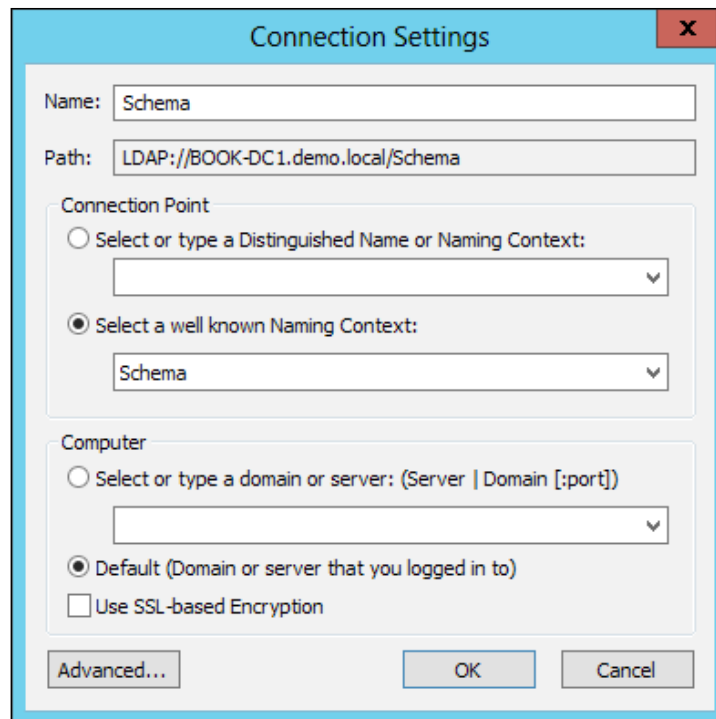 Connection Settings
x
Name: Schema
Path: LDAP://BOOK-DC1.demo.local/Schema
Connection Point
Select or type a Distinguished Name or Naming Context:
Select a well known Naming Context:
Schema
Computer
Select or type a domain or server: (Server | Domain [:port])
Default (Domain or server that you logged in to)
Use SSL-based Encryption
Advanced... OK Cancel